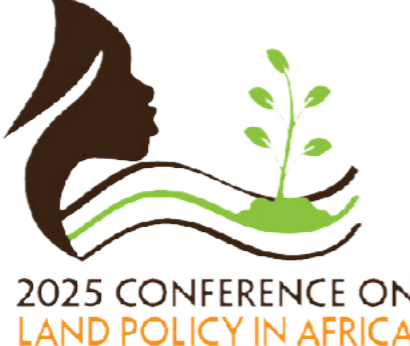 2025 CONFERENCE ON
LAND POLICY IN AFRICA